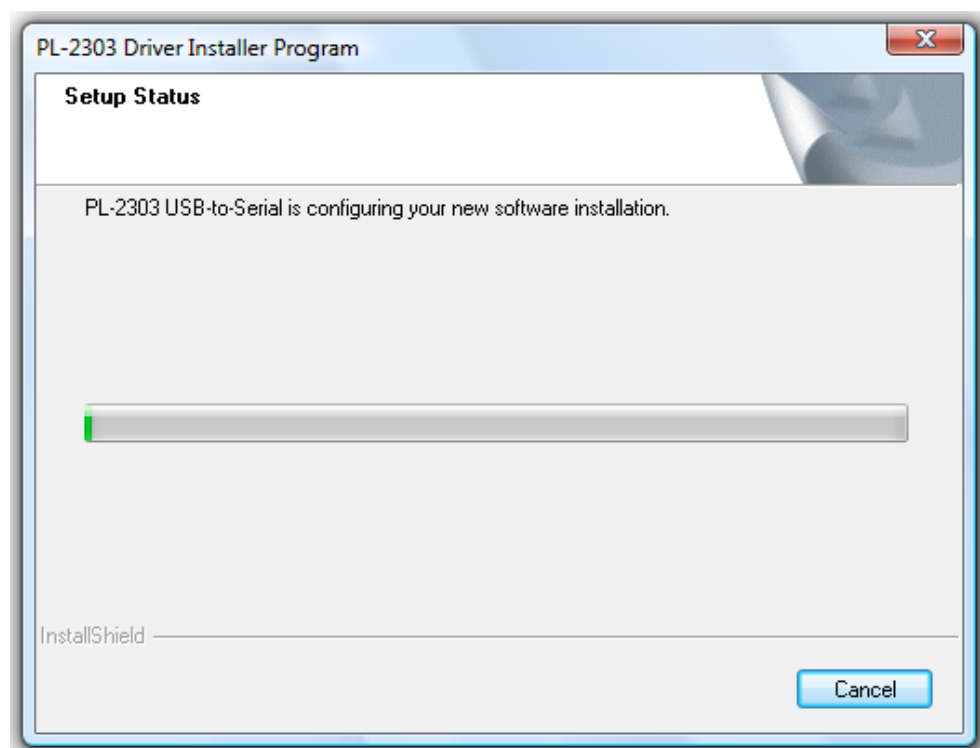 PL-2303 Driver Installer Program
Setup Status
PL-2303 USB-to-Serial is configuring your new software installation.
InstallShield
Cancel